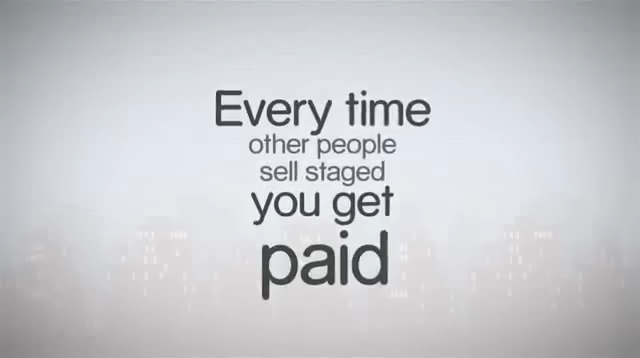 Every time
other people
sell staged
you get
paid